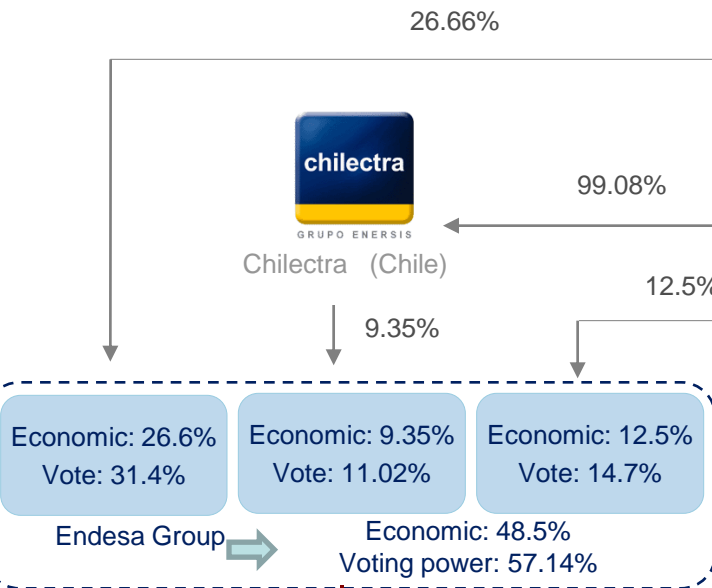 26.66%
chilectra
GRUPO ENERSIS
99.08%
Chilectra (Chile)
12.5%
9.35%
Economic: 26.6%
Vote: 31.4%
Economic: 9.35%
Vote: 11.02%
Economic: 12.5%
Vote: 14.7%
Endesa Group
Economic: 48.5%
Voting power: 57.14%